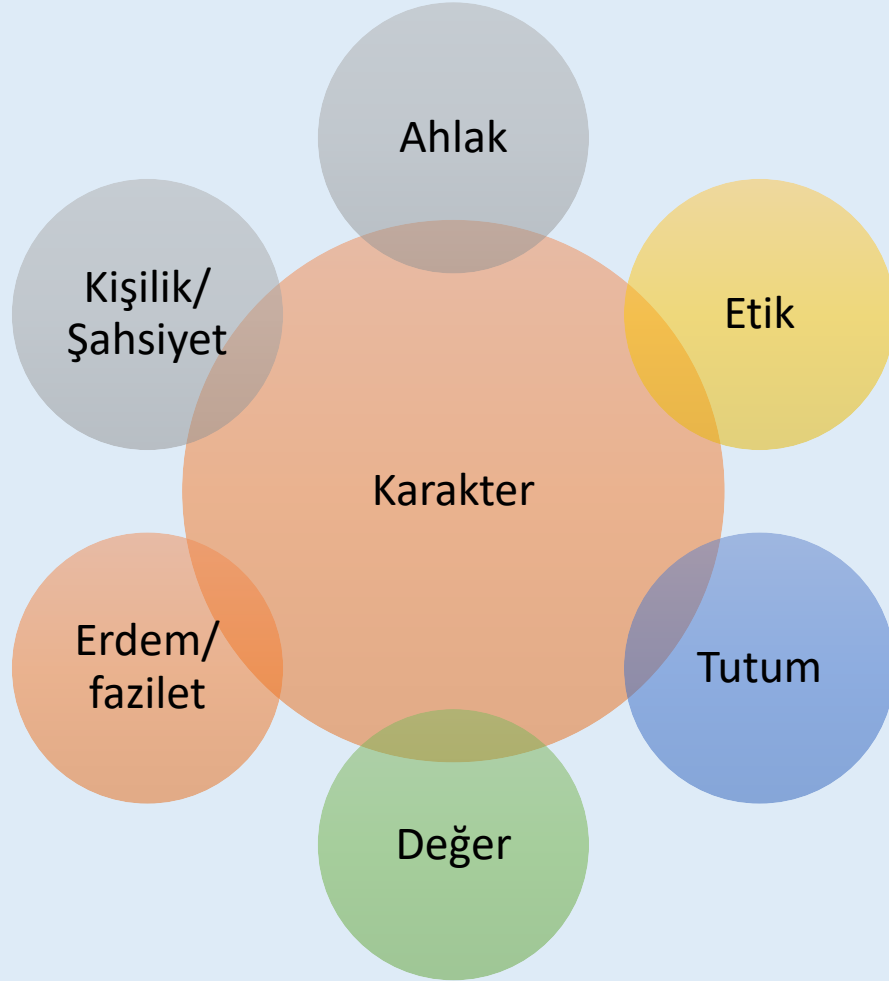 Ahlak
Etik
Tutum
Değer
Erdem/
fazilet
Kişilik/
Şahsiyet
Karakter